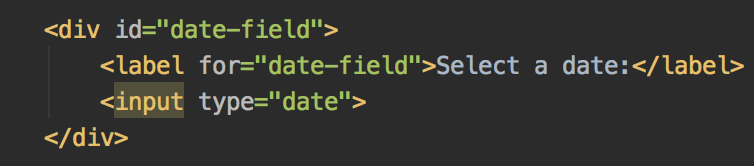 <div id="date-field">
<label for="date-field">Select a date:</label>
<input type="date">
</div>